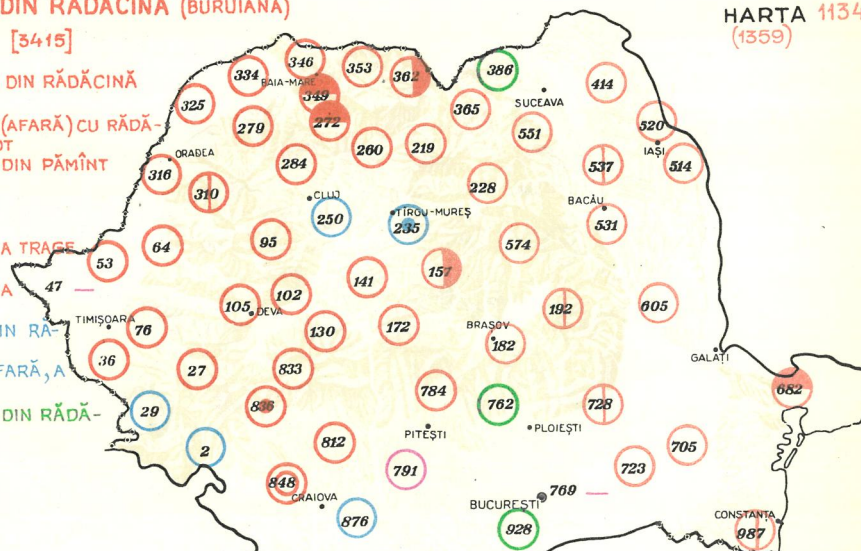 DIN RĂDĂCINĂ (BURUIANĂ)
HARTA 1134
[3415]
(1359)
DIN RĂDĂCINĂ
(AFARĂ) CU RĂDĂ-
DIN PĂMÎNT
A TRAGE
A
FARĂ, A
DIN RĂDĂ-
346
353
334
BAIA-MARE
362
386
414
349
SUCEAVA
325
365
272
279
551
520
IAȘI
260
219
ORADEA
284
537
514
316
310
228
CLUJ
BACĂU
250
TÎRGU-MUREȘ
235
531
95
574
64
53
157
141
47
102
105
DEVA
192
605
TIMIȘOARA
76
130
172
BRAȘOV
182
GALAȚI
36
27
833
784
762
728
682
29
836
PITEȘTI
PLOIEȘTI
812
705
2
791
723
848
CRAIOVA
769
BUCUREȘTI
876
928
CONSTANȚA
987